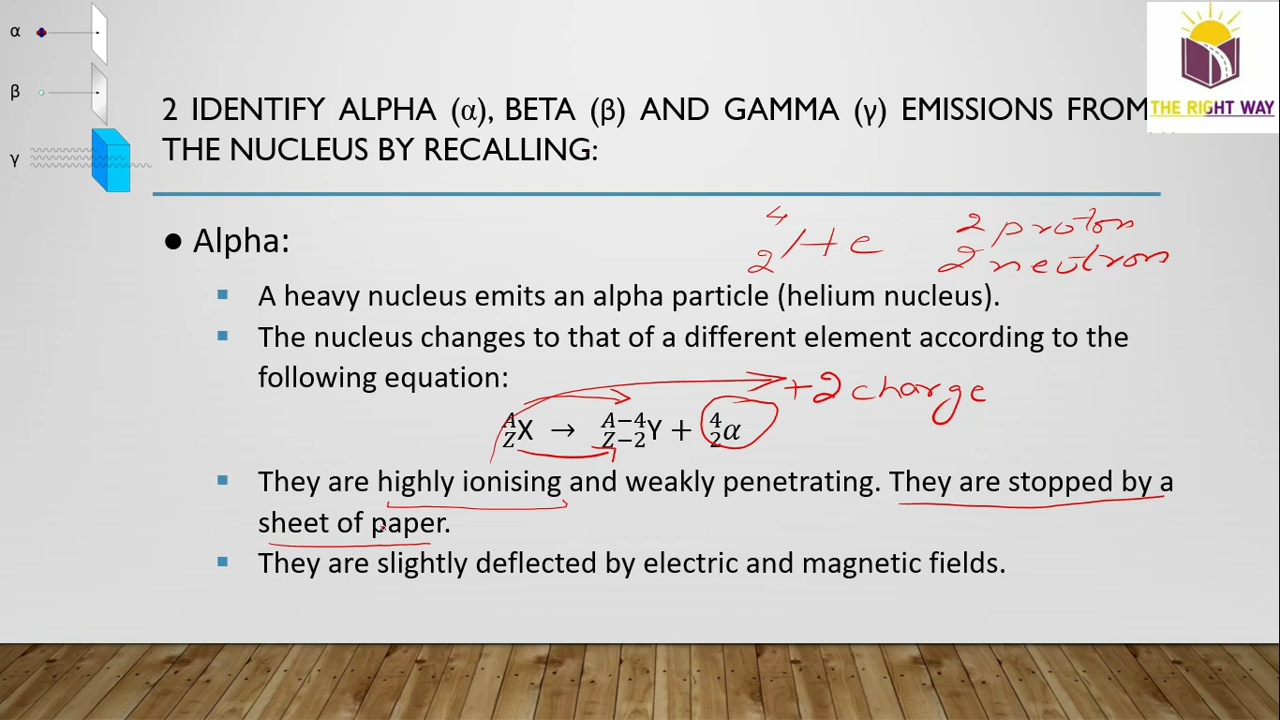 α
β
γ
THE RIGHT WAY
2 IDENTIFY ALPHA (α), BETA (β) AND GAMMA (γ) EMISSIONS FROM
THE NUCLEUS BY RECALLING:
● Alpha:
4
2 He
2 proton
2 neutron
▪ A heavy nucleus emits an alpha particle (helium nucleus).
▪ The nucleus changes to that of a different element according to the
following equation:
+2 charge
^A_Z X → ^{A−4}_{Z−2} Y + ^4_2 α
▪ They are highly ionising and weakly penetrating. They are stopped by a
sheet of paper.
▪ They are slightly deflected by electric and magnetic fields.